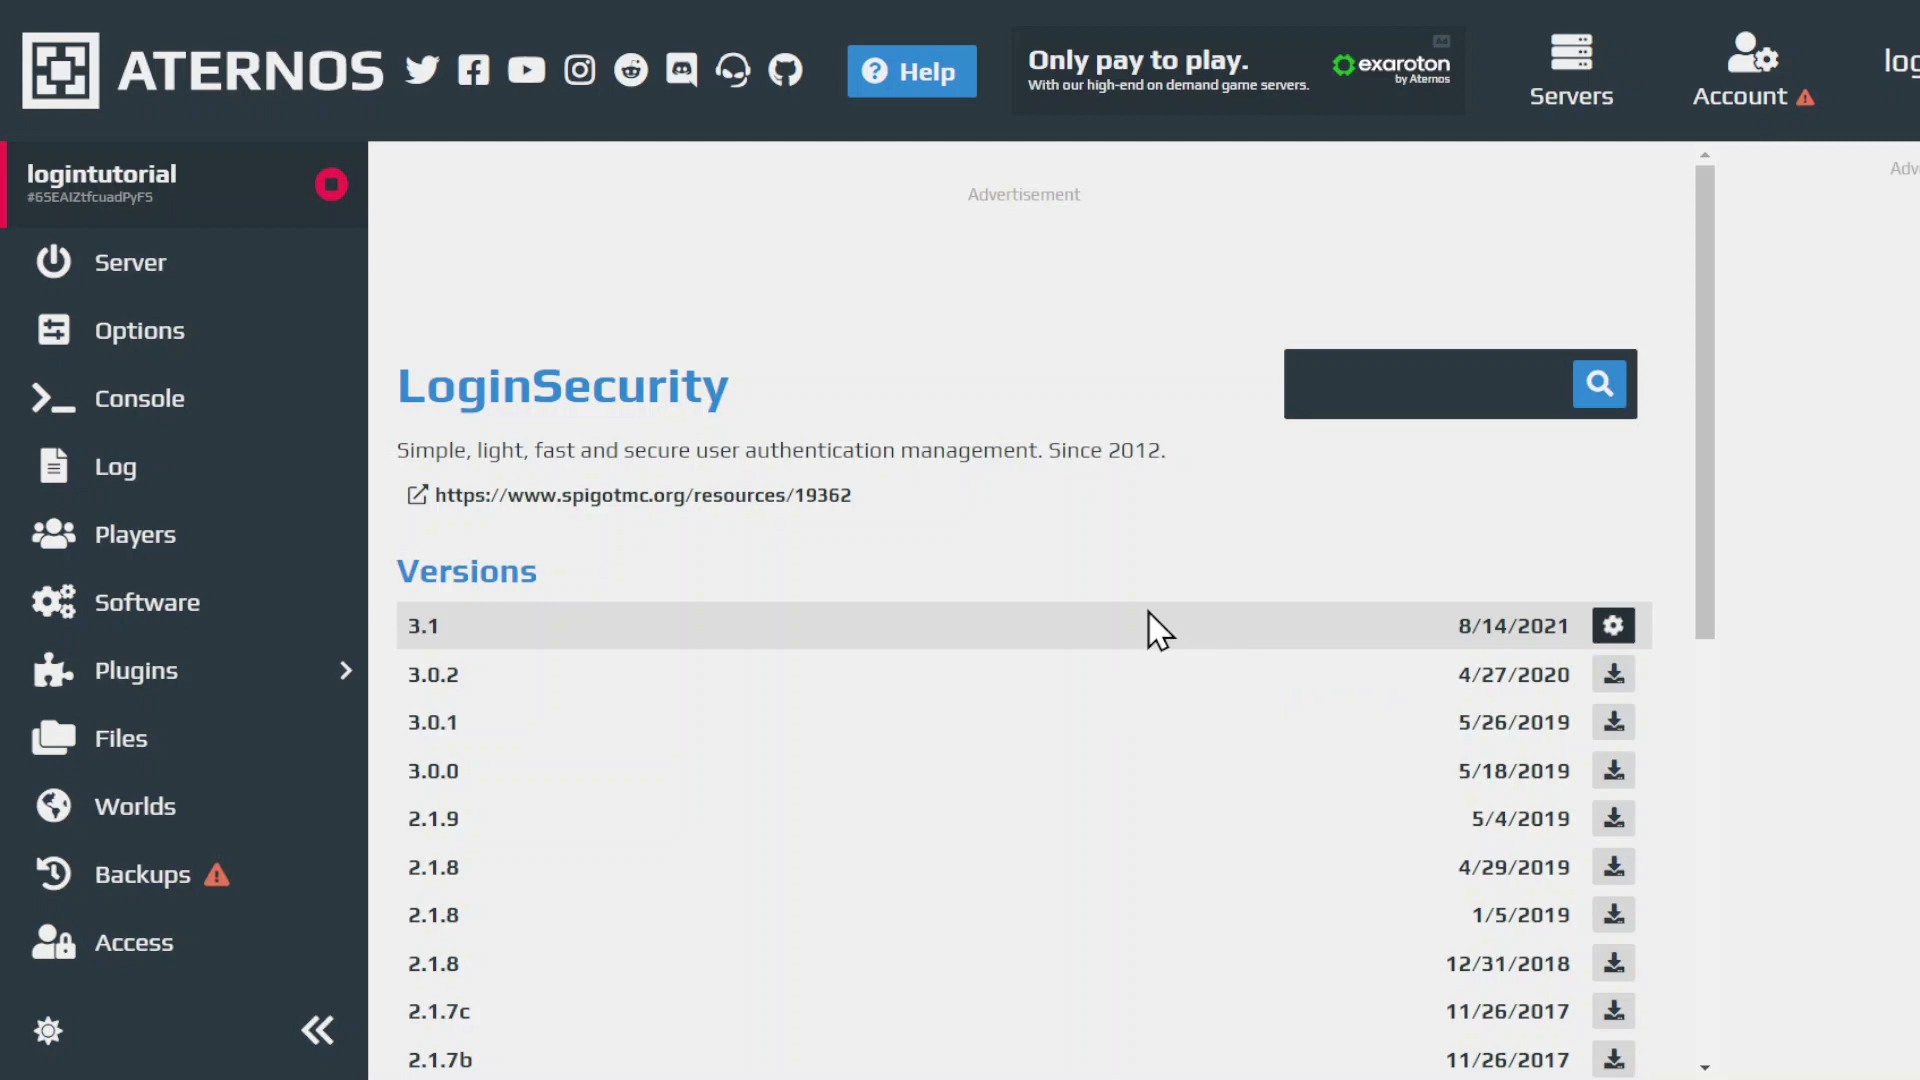 ATERNOS
Help
Only pay to play.
With our high-end on demand game servers.
Ad
exaroton
by Aternos
Servers
Account
log
logintutorial
Server
Options
Console
Log
Players
Software
Plugins
Files
Worlds
Backups
Access
Advertisement
Adv
LoginSecurity
Simple, light, fast and secure user authentication management. Since 2012.
https://www.spigotmc.org/resources/19362
Versions
3.1 8/14/2021
3.0.2 4/27/2020
3.0.1 5/26/2019
3.0.0 5/18/2019
2.1.9 5/4/2019
2.1.8 4/29/2019
2.1.8 1/5/2019
2.1.8 12/31/2018
2.1.7c 11/26/2017
2.1.7b 11/26/2017